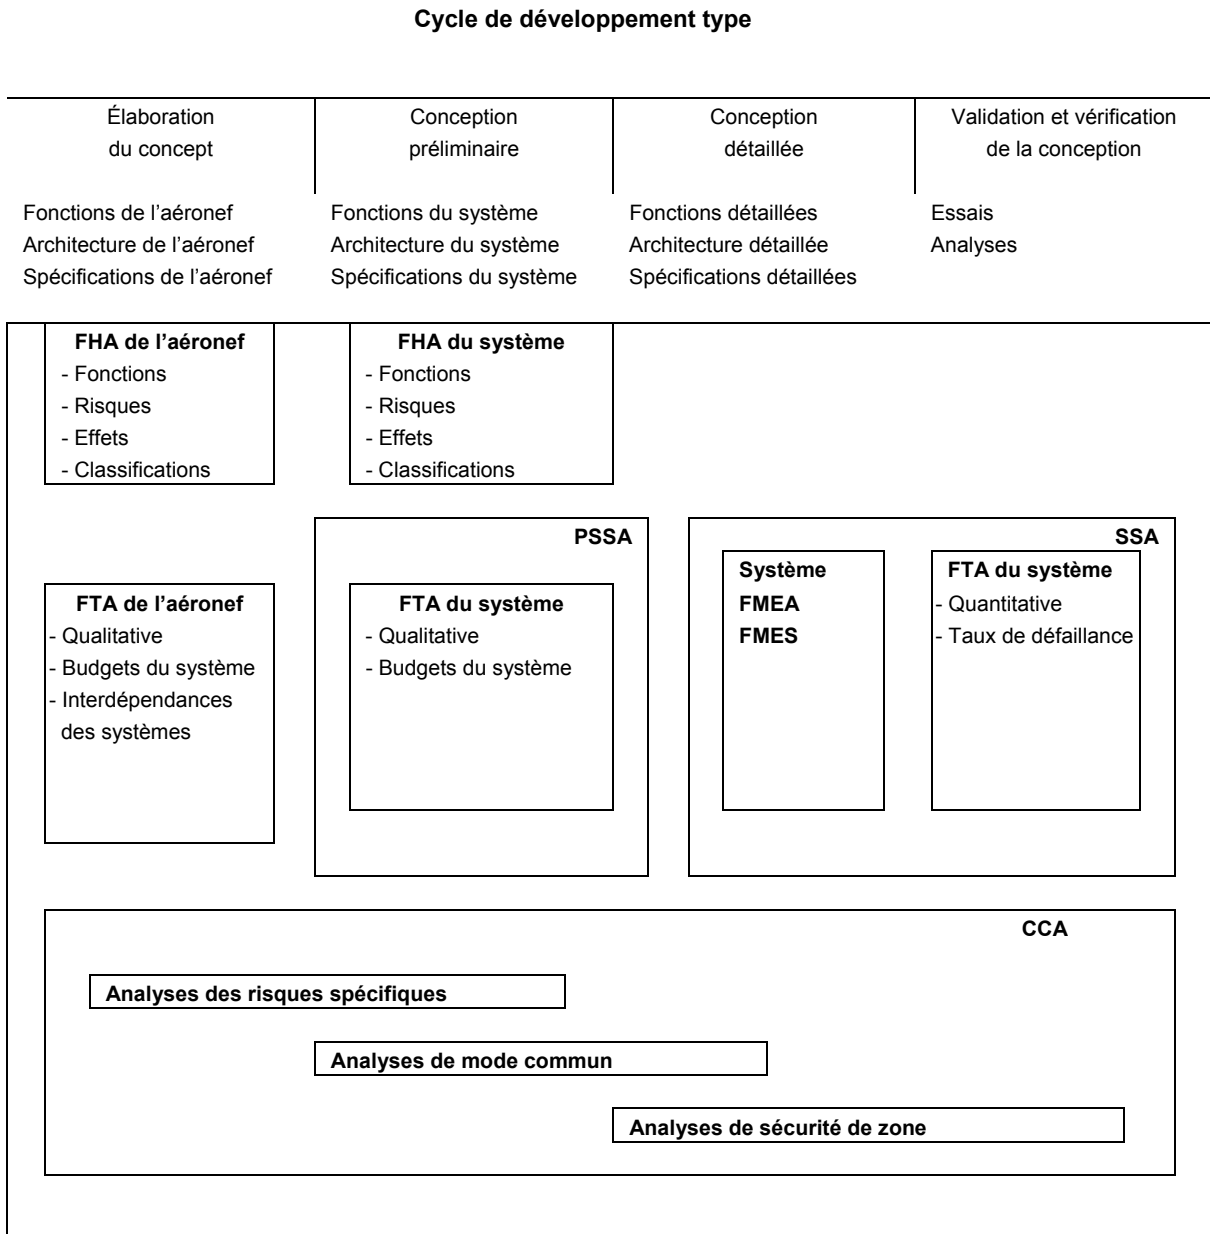 Cycle de développement type
Élaboration
du concept
Conception
préliminaire
Conception
détaillée
Validation et vérification
de la conception
Fonctions de l'aéronef
Architecture de l'aéronef
Spécifications de l'aéronef
Fonctions du système
Architecture du système
Spécifications du système
Fonctions détaillées
Architecture détaillée
Spécifications détaillées
Essais
Analyses
FHA de l'aéronef
- Fonctions
- Risques
- Effets
- Classifications
FHA du système
- Fonctions
- Risques
- Effets
- Classifications
FTA de l'aéronef
- Qualitative
- Budgets du système
- Interdépendances
des systèmes
PSSA
FTA du système
- Qualitative
- Budgets du système
SSA
Système
FMEA
FMES
FTA du système
- Quantitative
- Taux de défaillance
CCA
Analyses des risques spécifiques
Analyses de mode commun
Analyses de sécurité de zone